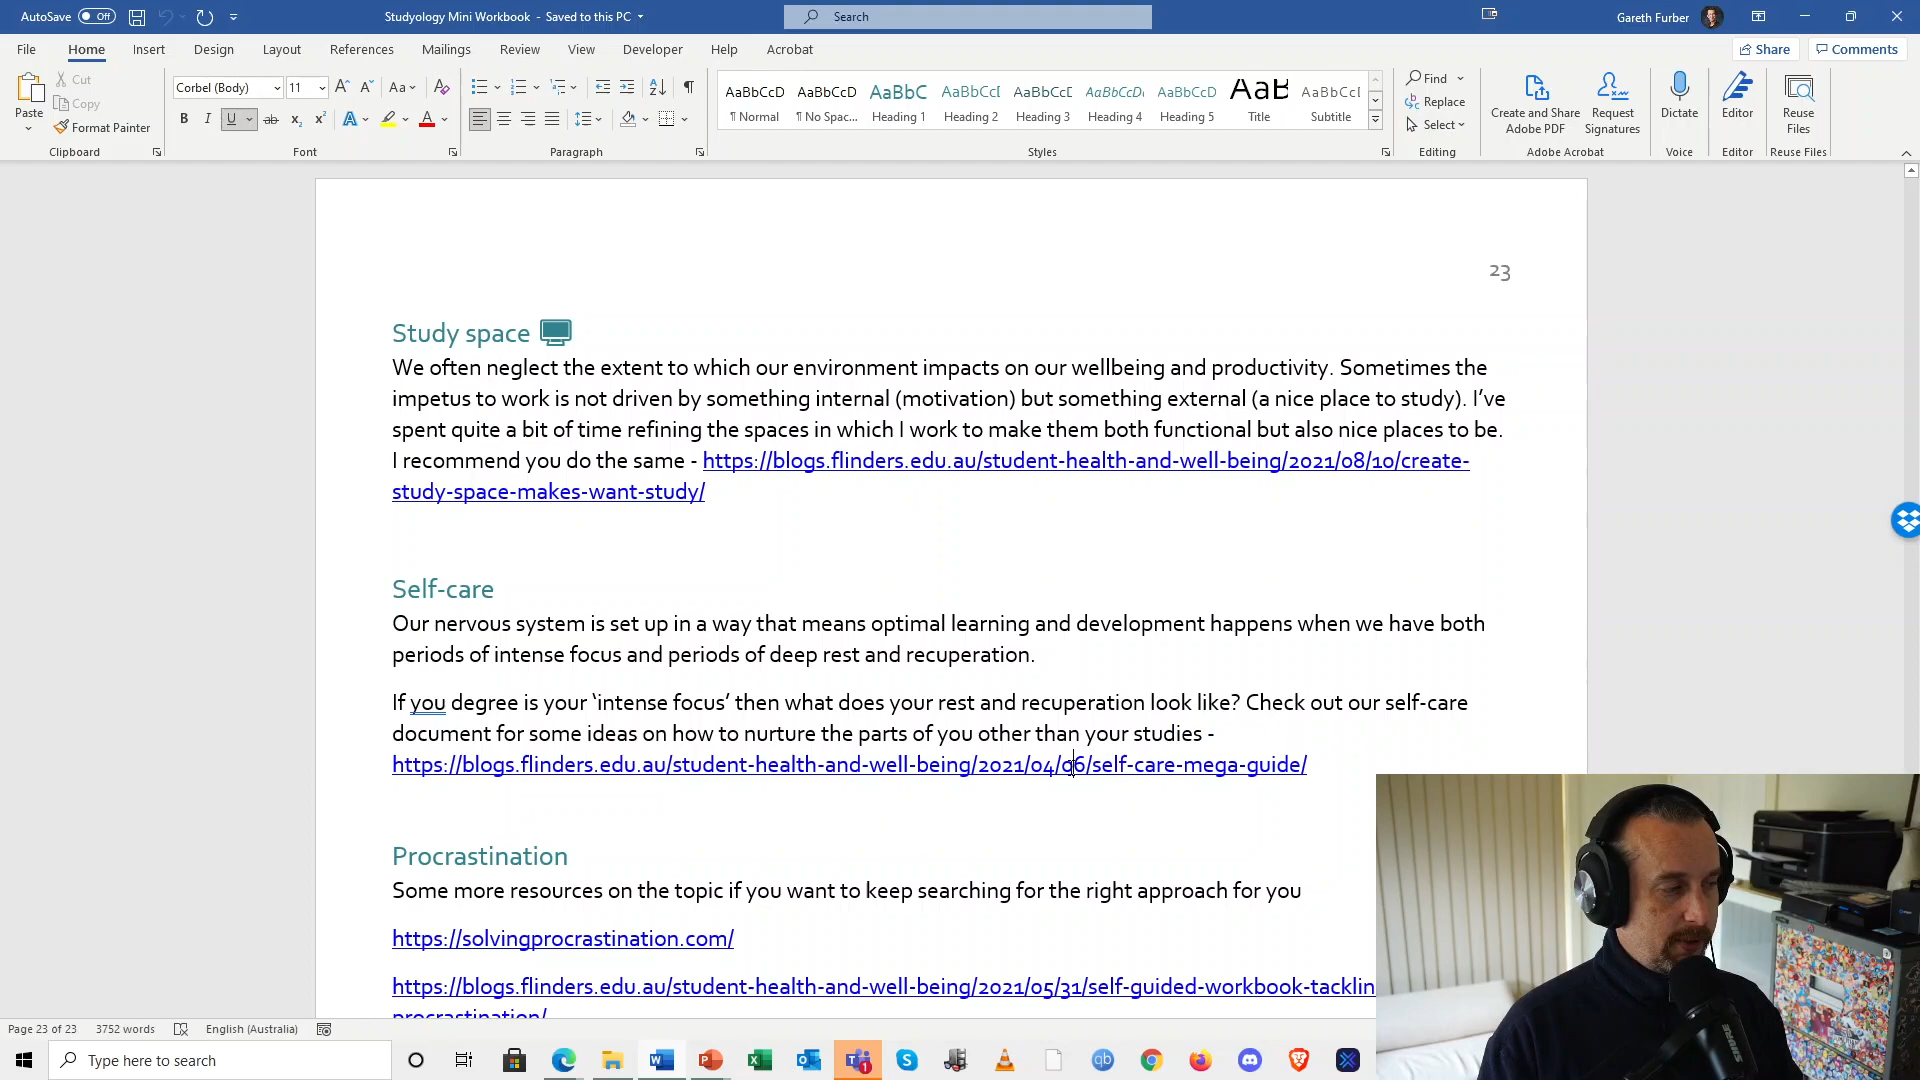 AutoSave Off
Studyology Mini Workbook - Saved to this PC
Search
Gareth Furber
File Home Insert Design Layout References Mailings Review View Developer Help Acrobat
Share Comments
Paste
Cut
Copy
Format Painter
Clipboard
Corbel (Body) 11
Font
Paragraph
AaBbCcD AaBbCcD AaBbC AaBbCcI AaBbCcE AaBbCcDı AaBbCcD AaB AaBbCcI
¶ Normal ¶ No Spac... Heading 1 Heading 2 Heading 3 Heading 4 Heading 5 Title Subtitle
Styles
Find
Replace
Select
Editing
Create and Share Adobe PDF
Request Signatures
Adobe Acrobat
Dictate
Voice
Editor
Editor
Reuse Files
Reuse Files
23
Study space
We often neglect the extent to which our environment impacts on our wellbeing and productivity. Sometimes the
impetus to work is not driven by something internal (motivation) but something external (a nice place to study). I’ve
spent quite a bit of time refining the spaces in which I work to make them both functional but also nice places to be.
I recommend you do the same - https://blogs.flinders.edu.au/student-health-and-well-being/2021/08/10/create-
study-space-makes-want-study/
Self-care
Our nervous system is set up in a way that means optimal learning and development happens when we have both
periods of intense focus and periods of deep rest and recuperation.
If you degree is your ‘intense focus’ then what does your rest and recuperation look like? Check out our self-care
document for some ideas on how to nurture the parts of you other than your studies -
https://blogs.flinders.edu.au/student-health-and-well-being/2021/04/06/self-care-mega-guide/
Procrastination
Some more resources on the topic if you want to keep searching for the right approach for you
https://solvingprocrastination.com/
https://blogs.flinders.edu.au/student-health-and-well-being/2021/05/31/self-guided-workbook-tacklin
procrastination/
Page 23 of 23 3752 words English (Australia)
Type here to search